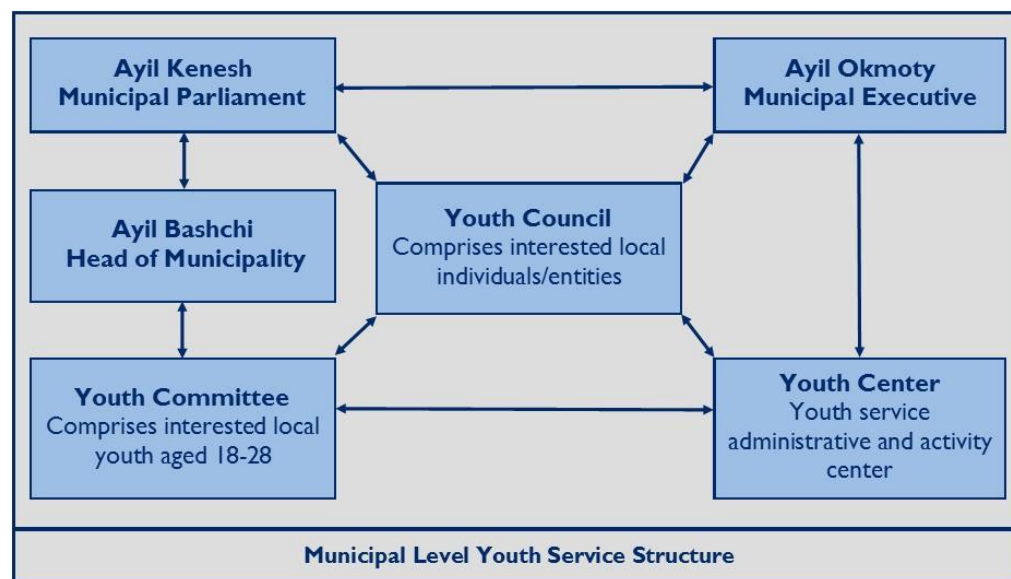 Ayil Kenesh
Municipal Parliament
Ayil Okmoty
Municipal Executive
Ayil Bashchi
Head of Municipality
Youth Council
Comprises interested local
individuals/entities
Youth Committee
Comprises interested local
youth aged 18-28
Youth Center
Youth service
administrative and activity
center
Municipal Level Youth Service Structure